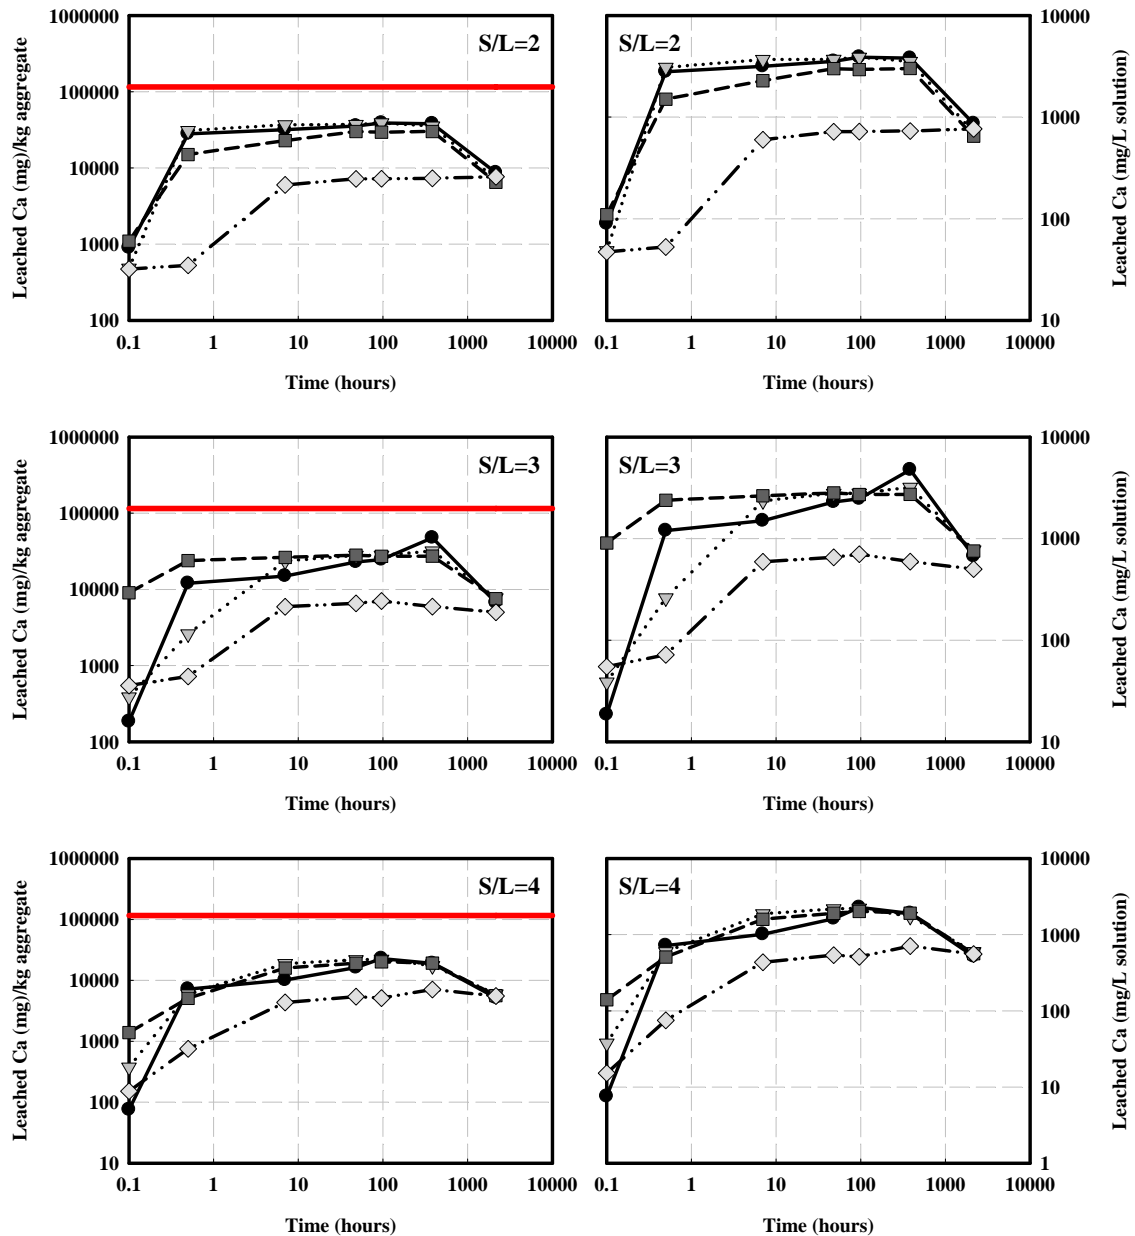 1000000
100000
10000
1000
100
Leached Ca (mg)/kg aggregate
S/L=2
0.1 1 10 100 1000 10000
Time (hours)
S/L=2
10000
1000
100
10
Leached Ca (mg/L solution)
0.1 1 10 100 1000 10000
Time (hours)
1000000
100000
10000
1000
100
Leached Ca (mg)/kg aggregate
S/L=3
0.1 1 10 100 1000 10000
Time (hours)
S/L=3
10000
1000
100
10
Leached Ca (mg/L solution)
0.1 1 10 100 1000 10000
Time (hours)
1000000
100000
10000
1000
100
10
Leached Ca (mg)/kg aggregate
S/L=4
0.1 1 10 100 1000 10000
Time (hours)
S/L=4
10000
1000
100
10
1
Leached Ca (mg/L solution)
0.1 1 10 100 1000 10000
Time (hours)